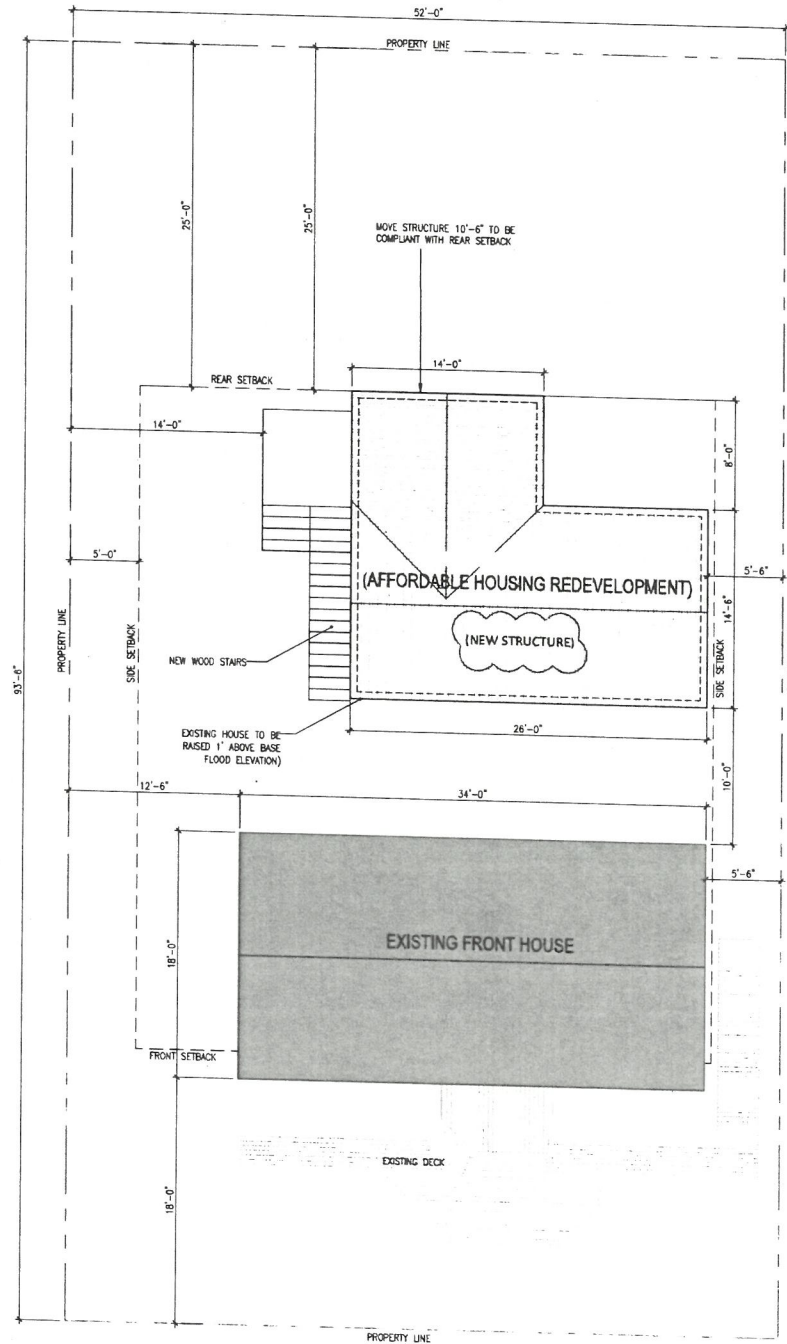 52'-0"
PROPERTY LINE
25'-0"
25'-0"
MOVE STRUCTURE 10'-6" TO BE
COMPLIANT WITH REAR SETBACK
14'-0"
REAR SETBACK
14'-0"
8'-0"
5'-0"
(AFFORDABLE HOUSING REDEVELOPMENT)
5'-6"
14'-6"
(NEW STRUCTURE)
PROPERTY LINE
SIDE SETBACK
NEW WOOD STAIRS
SIDE SETBACK
93'-6"
EXISTING HOUSE TO BE
RAISED 1' ABOVE BASE
FLOOD ELEVATION)
26'-0"
12'-6"
34'-0"
10'-0"
5'-6"
18'-0"
EXISTING FRONT HOUSE
FRONT SETBACK
EXISTING DECK
18'-0"
PROPERTY LINE